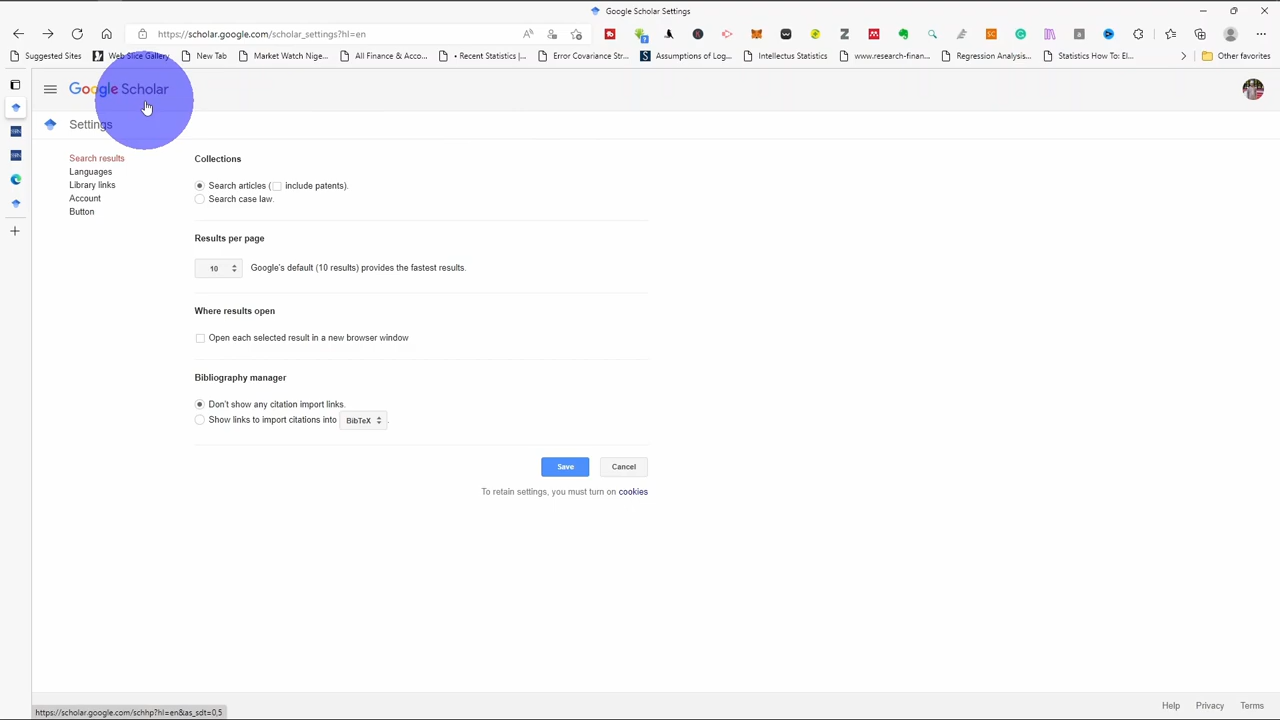 Google Scholar Settings
https://scholar.google.com/scholar_settings?hl=en
Suggested Sites Web Slice Gallery New Tab Market Watch Nige... All Finance & Acco... • Recent Statistics |... Error Covariance Str... Assumptions of Log... Intellectus Statistics www.research-finan... Regression Analysis... Statistics How To: El... Other favorites
Google Scholar
Settings
Search results
Languages
Library links
Account
Button
Collections
Search articles ( include patents).
Search case law.
Results per page
10 Google's default (10 results) provides the fastest results.
Where results open
Open each selected result in a new browser window
Bibliography manager
Don't show any citation import links.
Show links to import citations into BibTeX .
Save Cancel
To retain settings, you must turn on cookies
Help Privacy Terms
https://scholar.google.com/schhp?hl=en&as_sdt=0,5